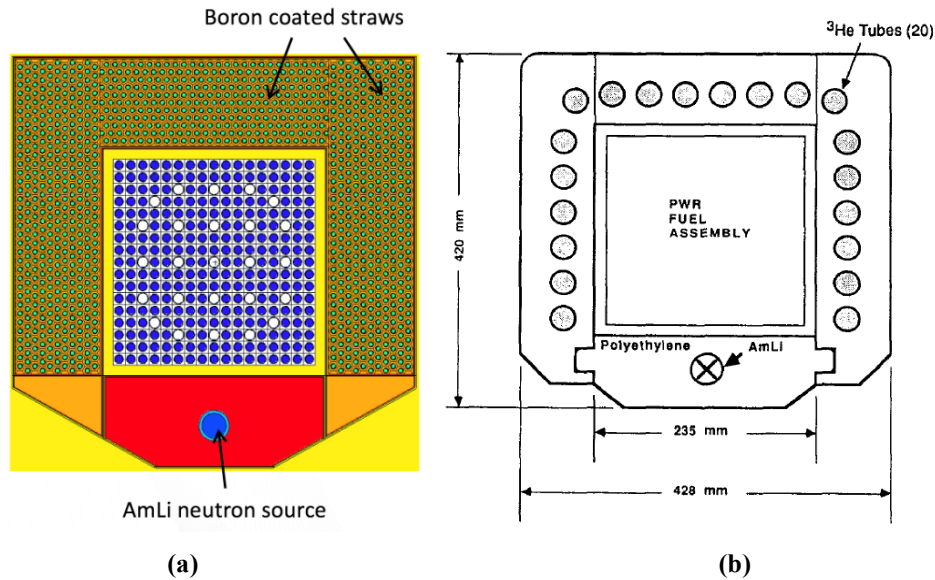 Boron coated straws
AmLi neutron source
(a)
³He Tubes (20)
PWR
FUEL
ASSEMBLY
420 mm
Polyethylene
AmLi
235 mm
428 mm
(b)